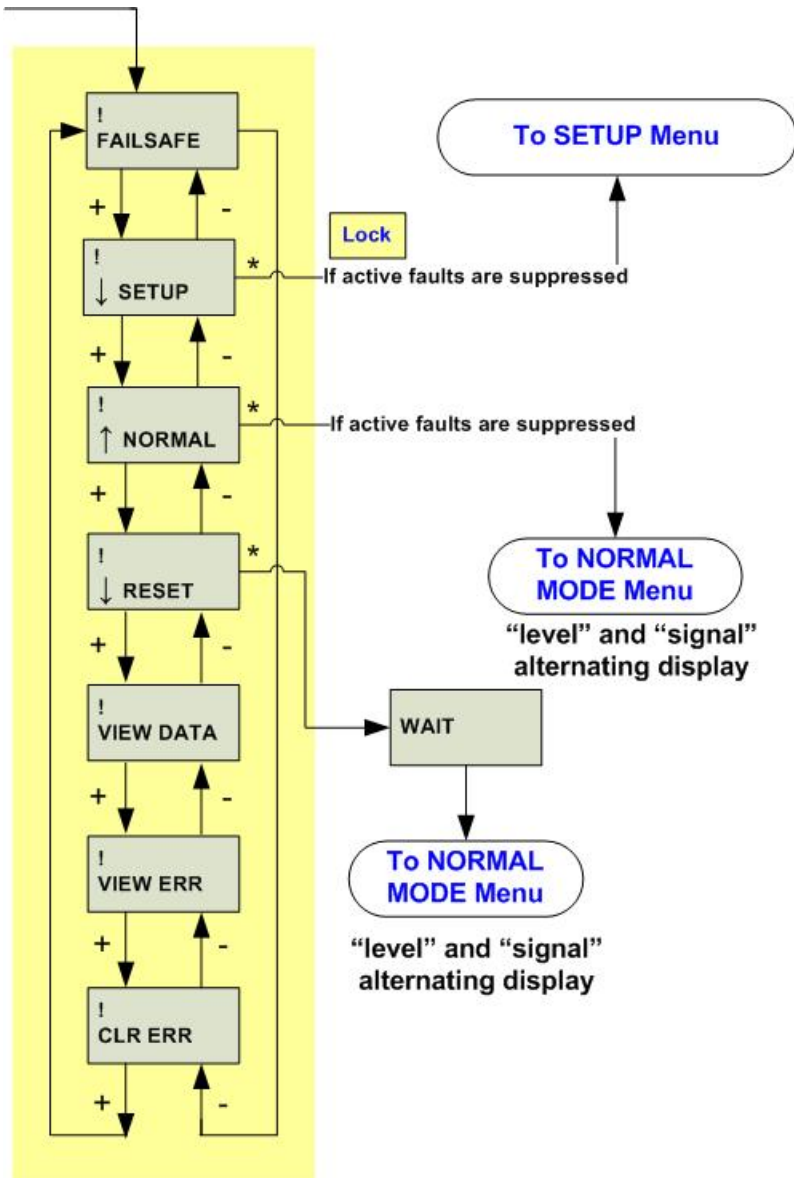 !
FAILSAFE
To SETUP Menu
+
-
Lock
!
↓ SETUP
*
If active faults are suppressed
+
-
!
↑ NORMAL
*
If active faults are suppressed
+
-
!
↓ RESET
*
To NORMAL
MODE Menu
“level” and “signal”
alternating display
+
-
!
VIEW DATA
WAIT
+
-
!
VIEW ERR
To NORMAL
MODE Menu
“level” and “signal”
alternating display
+
-
!
CLR ERR
+
-